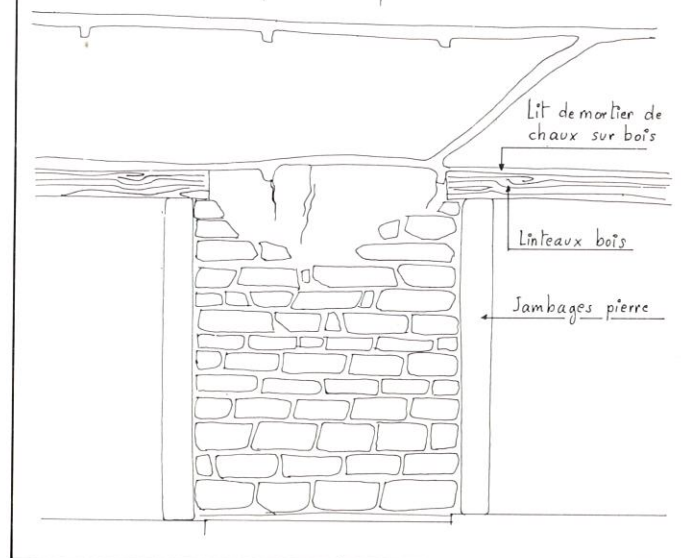 Lit de mortier de
chaux sur bois
Linteaux bois
Jambages pierre